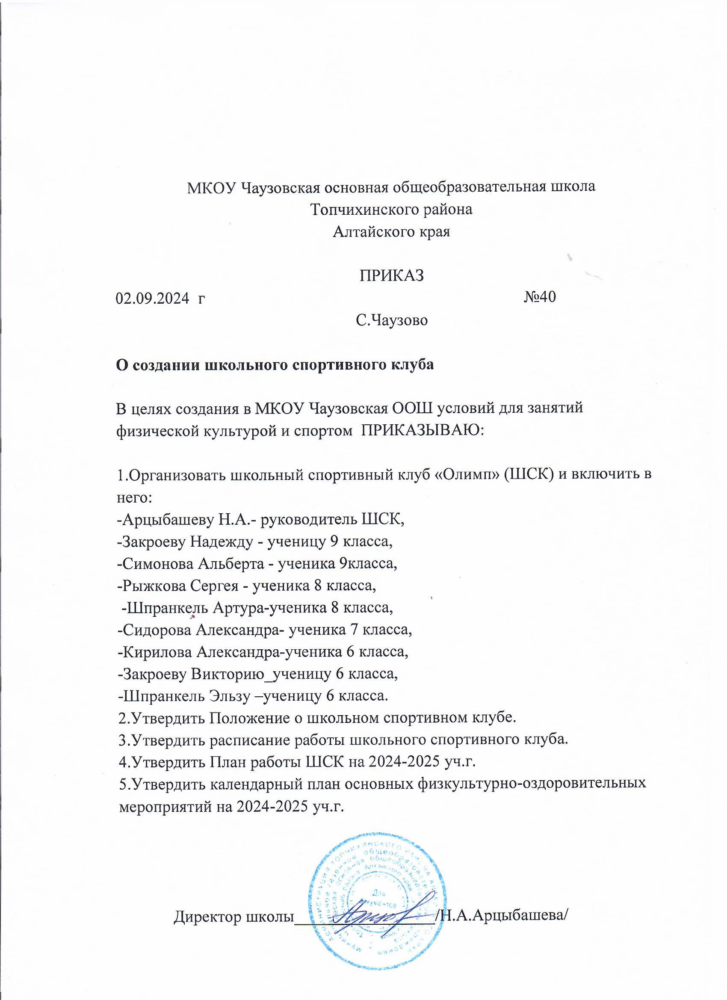 МКОУ Чаузовская основная общеобразовательная школа
Топчихинского района
Алтайского края
ПРИКАЗ
02.09.2024 г №40
С.Чаузово
О создании школьного спортивного клуба
В целях создания в МКОУ Чаузовская ООШ условий для занятий
физической культурой и спортом ПРИКАЗЫВАЮ:
1.Организовать школьный спортивный клуб «Олимп» (ШСК) и включить в
него:
-Арцыбашеву Н.А.- руководитель ШСК,
-Закроеву Надежду - ученицу 9 класса,
-Симонова Альберта - ученика 9класса,
-Рыжкова Сергея - ученика 8 класса,
-Шпранкель Артура-ученика 8 класса,
-Сидорова Александра- ученика 7 класса,
-Кирилова Александра-ученика 6 класса,
-Закроеву Викторию_ученицу 6 класса,
-Шпранкель Эльзу –ученицу 6 класса.
2.Утвердить Положение о школьном спортивном клубе.
3.Утвердить расписание работы школьного спортивного клуба.
4.Утвердить План работы ШСК на 2024-2025 уч.г.
5.Утвердить календарный план основных физкультурно-оздоровительных
мероприятий на 2024-2025 уч.г.
Для
документов
Директор школы________________/Н.А.Арцыбашева/